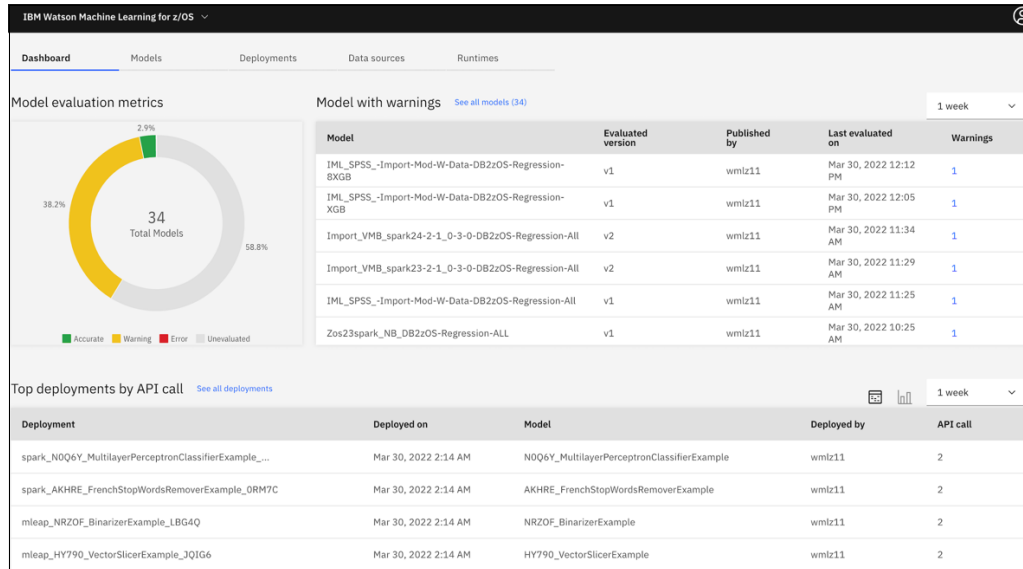 IBM Watson Machine Learning for z/OS
Dashboard Models Deployments Data sources Runtimes
Model evaluation metrics
2.9%
38.2%
34
Total Models
58.8%
Accurate Warning Error Unevaluated
Model with warnings See all models (34) 1 week
Model Evaluated version Published by Last evaluated on Warnings
IML_SPSS_-Import-Mod-W-Data-DB2zOS-Regression-
8XGB v1 wmlz11 Mar 30, 2022 12:12 PM 1
IML_SPSS_-Import-Mod-W-Data-DB2zOS-Regression-
XGB v1 wmlz11 Mar 30, 2022 12:05 PM 1
Import_VMB_spark24-2-1_0-3-0-DB2zOS-Regression-All v2 wmlz11 Mar 30, 2022 11:34 AM 1
Import_VMB_spark23-2-1_0-3-0-DB2zOS-Regression-All v2 wmlz11 Mar 30, 2022 11:29 AM 1
IML_SPSS_-Import-Mod-W-Data-DB2zOS-Regression-All v1 wmlz11 Mar 30, 2022 11:25 AM 1
Zos23spark_NB_DB2zOS-Regression-ALL v1 wmlz11 Mar 30, 2022 10:25 AM 1
Top deployments by API call See all deployments 1 week
Deployment Deployed on Model Deployed by API call
spark_N0Q6Y_MultilayerPerceptronClassifierExample_... Mar 30, 2022 2:14 AM N0Q6Y_MultilayerPerceptronClassifierExample wmlz11 2
spark_AKHRE_FrenchStopWordsRemoverExample_0RM7C Mar 30, 2022 2:14 AM AKHRE_FrenchStopWordsRemoverExample wmlz11 2
mleap_NRZOF_BinarizerExample_LBG4Q Mar 30, 2022 2:14 AM NRZOF_BinarizerExample wmlz11 2
mleap_HY790_VectorSlicerExample_JQIG6 Mar 30, 2022 2:14 AM HY790_VectorSlicerExample wmlz11 2